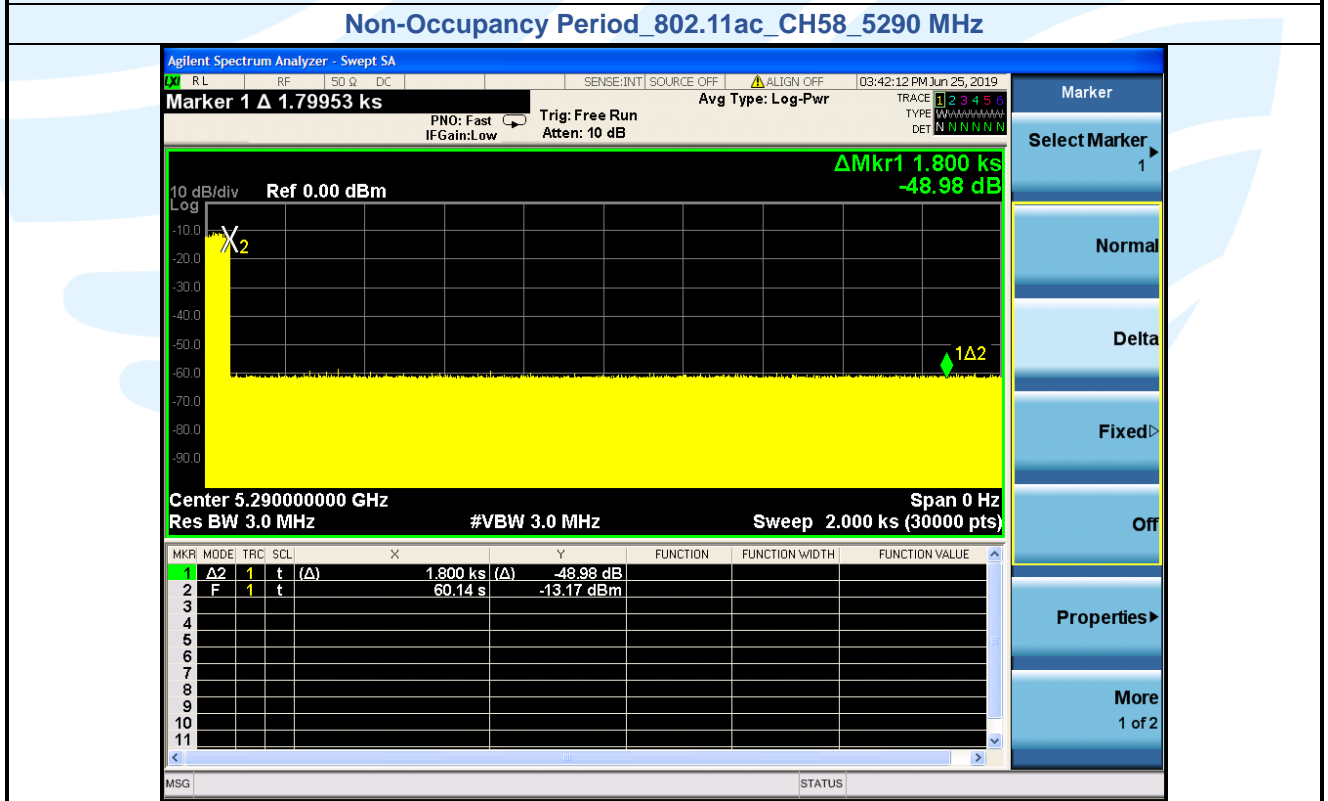 Non-Occupancy Period_802.11ac_CH58_5290 MHz
Agilent Spectrum Analyzer - Swept SA
LXI RL RF 50 Ω DC SENSE:INT SOURCE OFF ALIGN OFF 03:42:12 PM Jun 25, 2019
Marker 1 Δ 1.79953 ks
PNO: Fast
IFGain:Low
Trig: Free Run
Atten: 10 dB
Avg Type: Log-Pwr
TRACE 1 2 3 4 5 6
TYPE WWWWWW
DET N N N N N N
Marker
Select Marker
1
Normal
Delta
Fixed
Off
Properties
More
1 of 2
ΔMkr1 1.800 ks
-48.98 dB
10 dB/div Ref 0.00 dBm
Log
-10.0
-20.0
-30.0
-40.0
-50.0
-60.0
-70.0
-80.0
-90.0
2
1Δ2
Center 5.290000000 GHz Span 0 Hz
Res BW 3.0 MHz #VBW 3.0 MHz Sweep 2.000 ks (30000 pts)
MKR MODE TRC SCL X Y FUNCTION FUNCTION WIDTH FUNCTION VALUE
1 Δ2 1 t (Δ) 1.800 ks (Δ) -48.98 dB
2 F 1 t 60.14 s -13.17 dBm
3
4
5
6
7
8
9
10
11
MSG STATUS